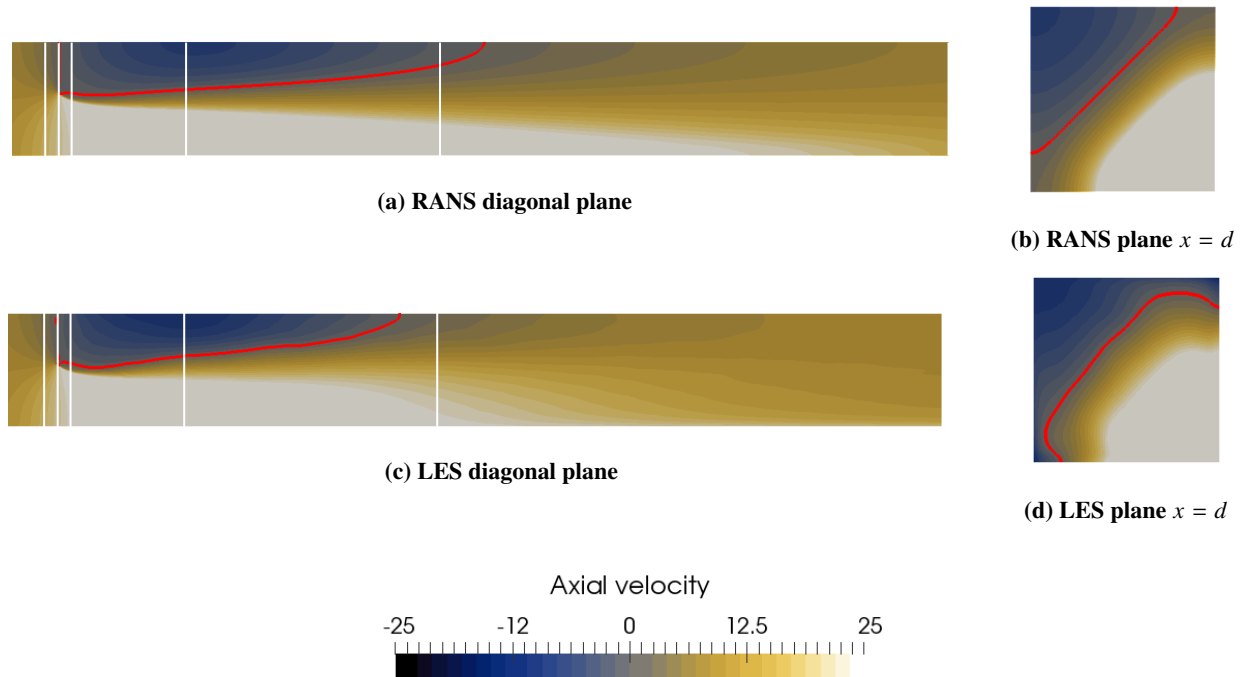 (a) RANS diagonal plane
(b) RANS plane x = d
(c) LES diagonal plane
(d) LES plane x = d
Axial velocity
-25 -12 0 12.5 25